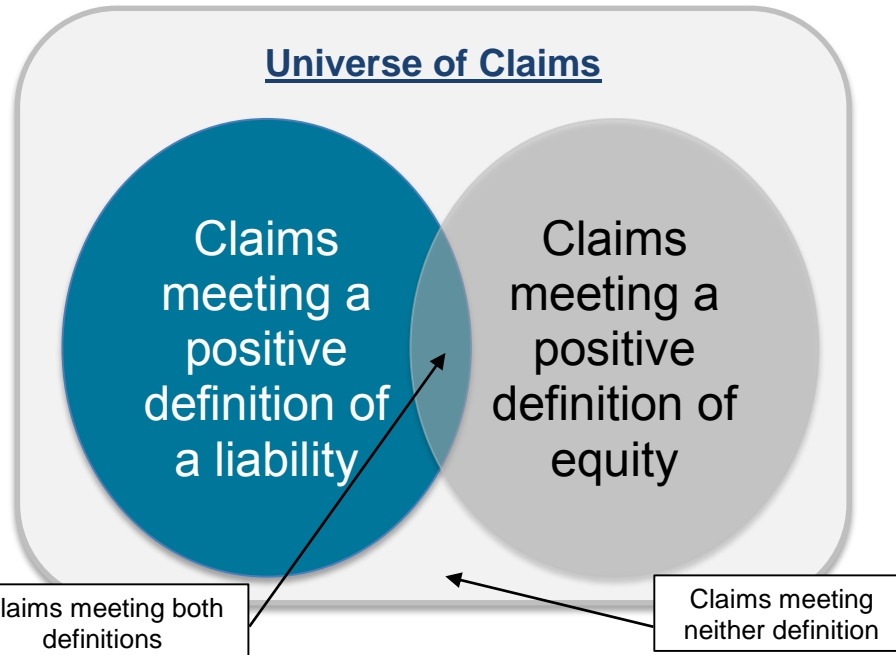 Universe of Claims
Claims
meeting a
positive
definition of
a liability
Claims
meeting a
positive
definition of
equity
laims meeting both
definitions
Claims meeting
neither definition